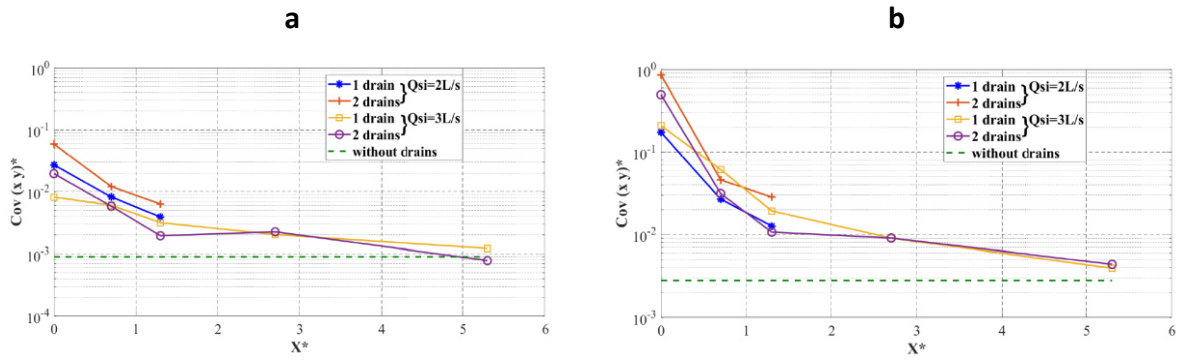 a
10^0
10^-1
10^-2
10^-3
10^-4
Cov (x y)*
0 1 2 3 4 5 6
X*
1 drain }Qsi=2L/s
2 drains
1 drain }Qsi=3L/s
2 drains
without drains
b
10^0
10^-1
10^-2
10^-3
Cov (x y)*
0 1 2 3 4 5 6
X*
1 drain }Qsi=2L/s
2 drains
1 drain }Qsi=3L/s
2 drains
without drains